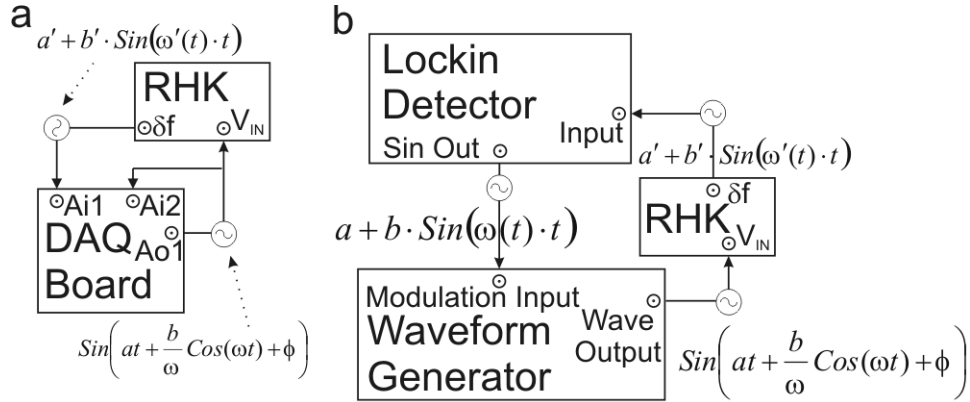 a
a′ + b′ · Sin(ω′(t) · t)
RHK
δf
V_IN
Ai1
Ai2
DAQ
Ao1
Board
Sin(at + b/ω Cos(ωt) + ϕ)
b
Lockin
Detector
Input
Sin Out
a′ + b′ · Sin(ω′(t) · t)
a + b · Sin(ω(t) · t)
δf
RHK
V_IN
Modulation Input
Waveform
Generator
Wave
Output
Sin(at + b/ω Cos(ωt) + ϕ)